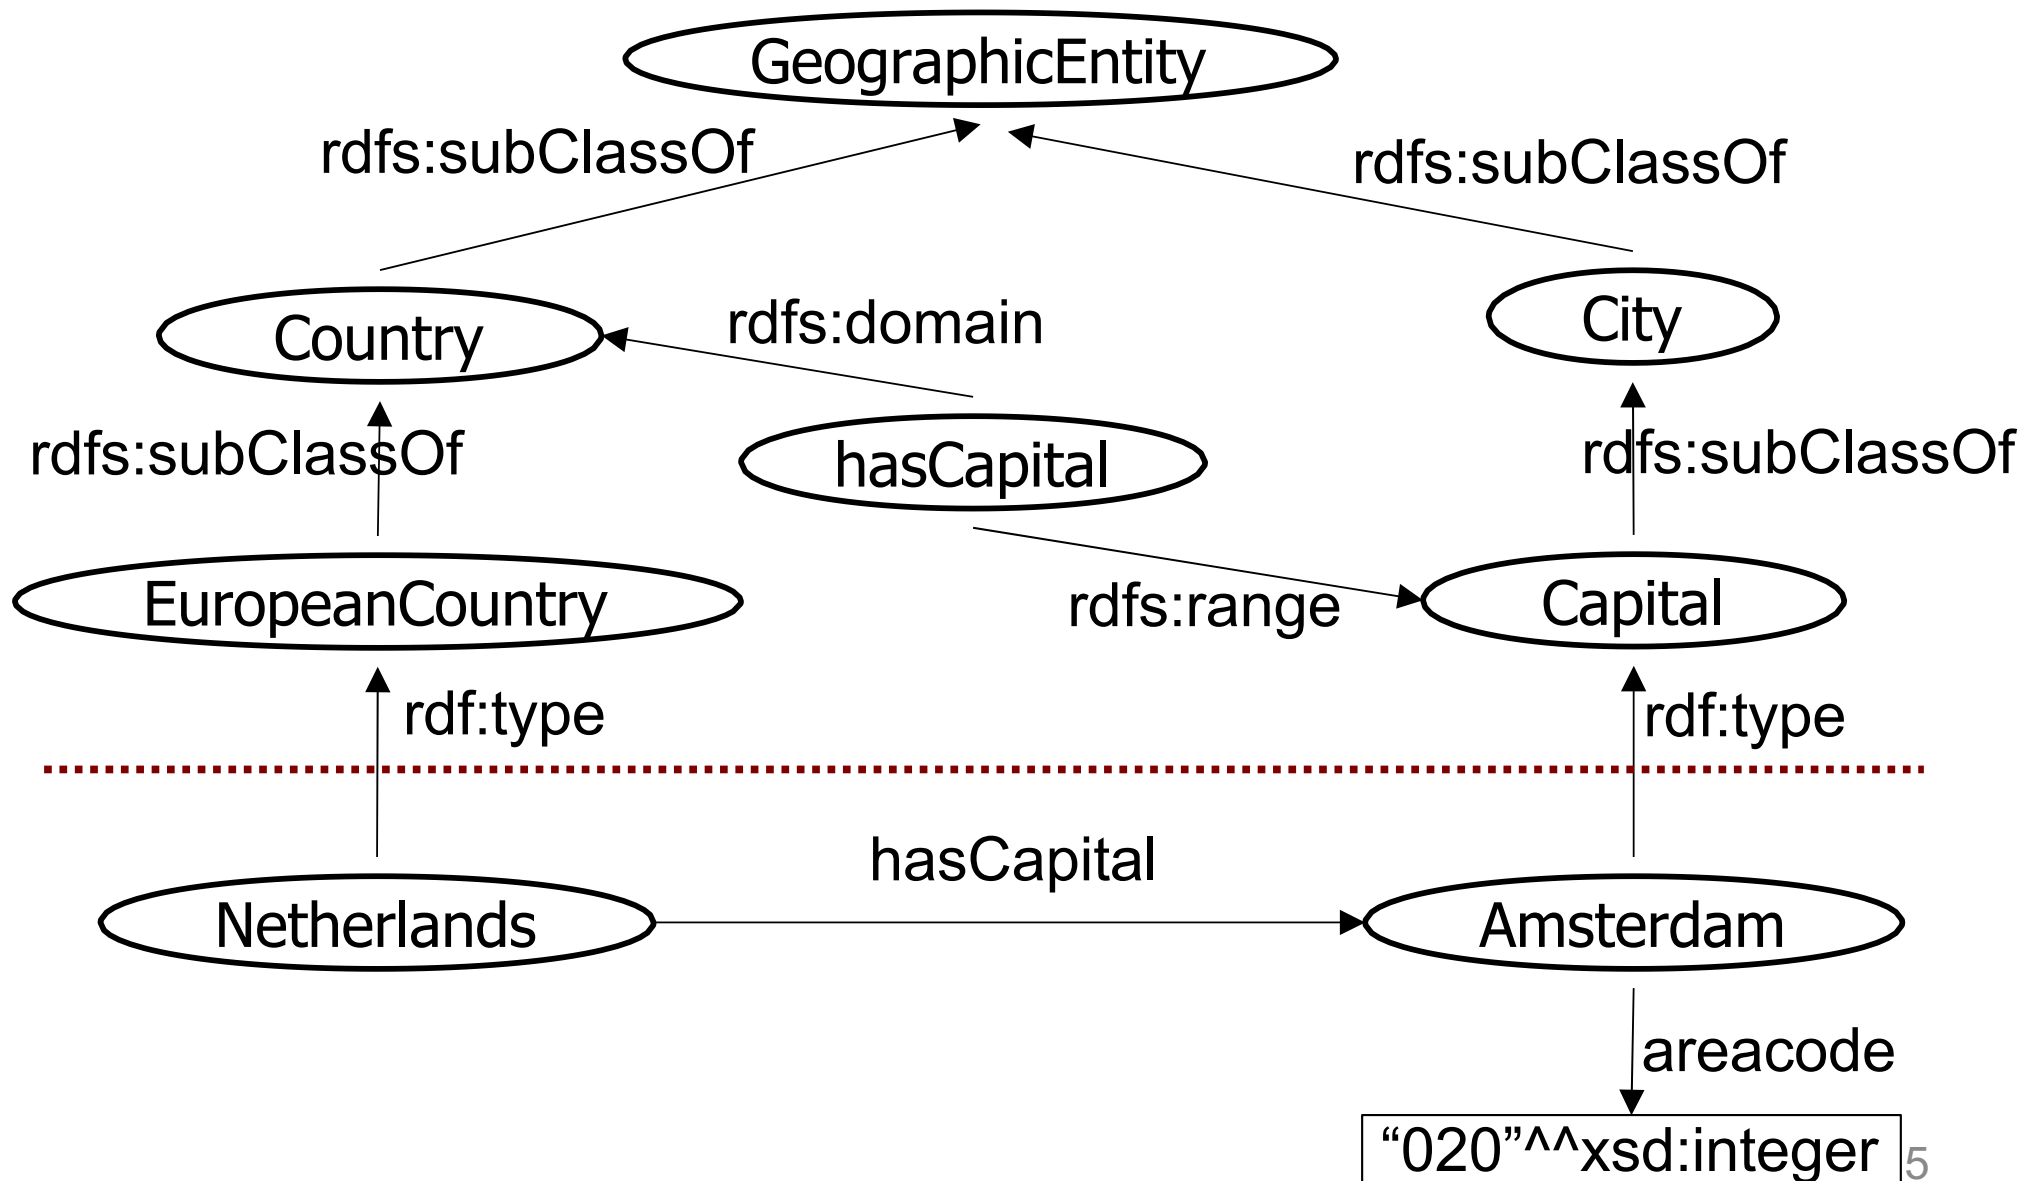 GeographicEntity
rdfs:subClassOf
rdfs:subClassOf
Country
rdfs:domain
City
rdfs:subClassOf
hasCapital
rdfs:subClassOf
EuropeanCountry
rdfs:range
Capital
rdf:type
rdf:type
hasCapital
Netherlands
Amsterdam
areacode
“020”^^xsd:integer
5